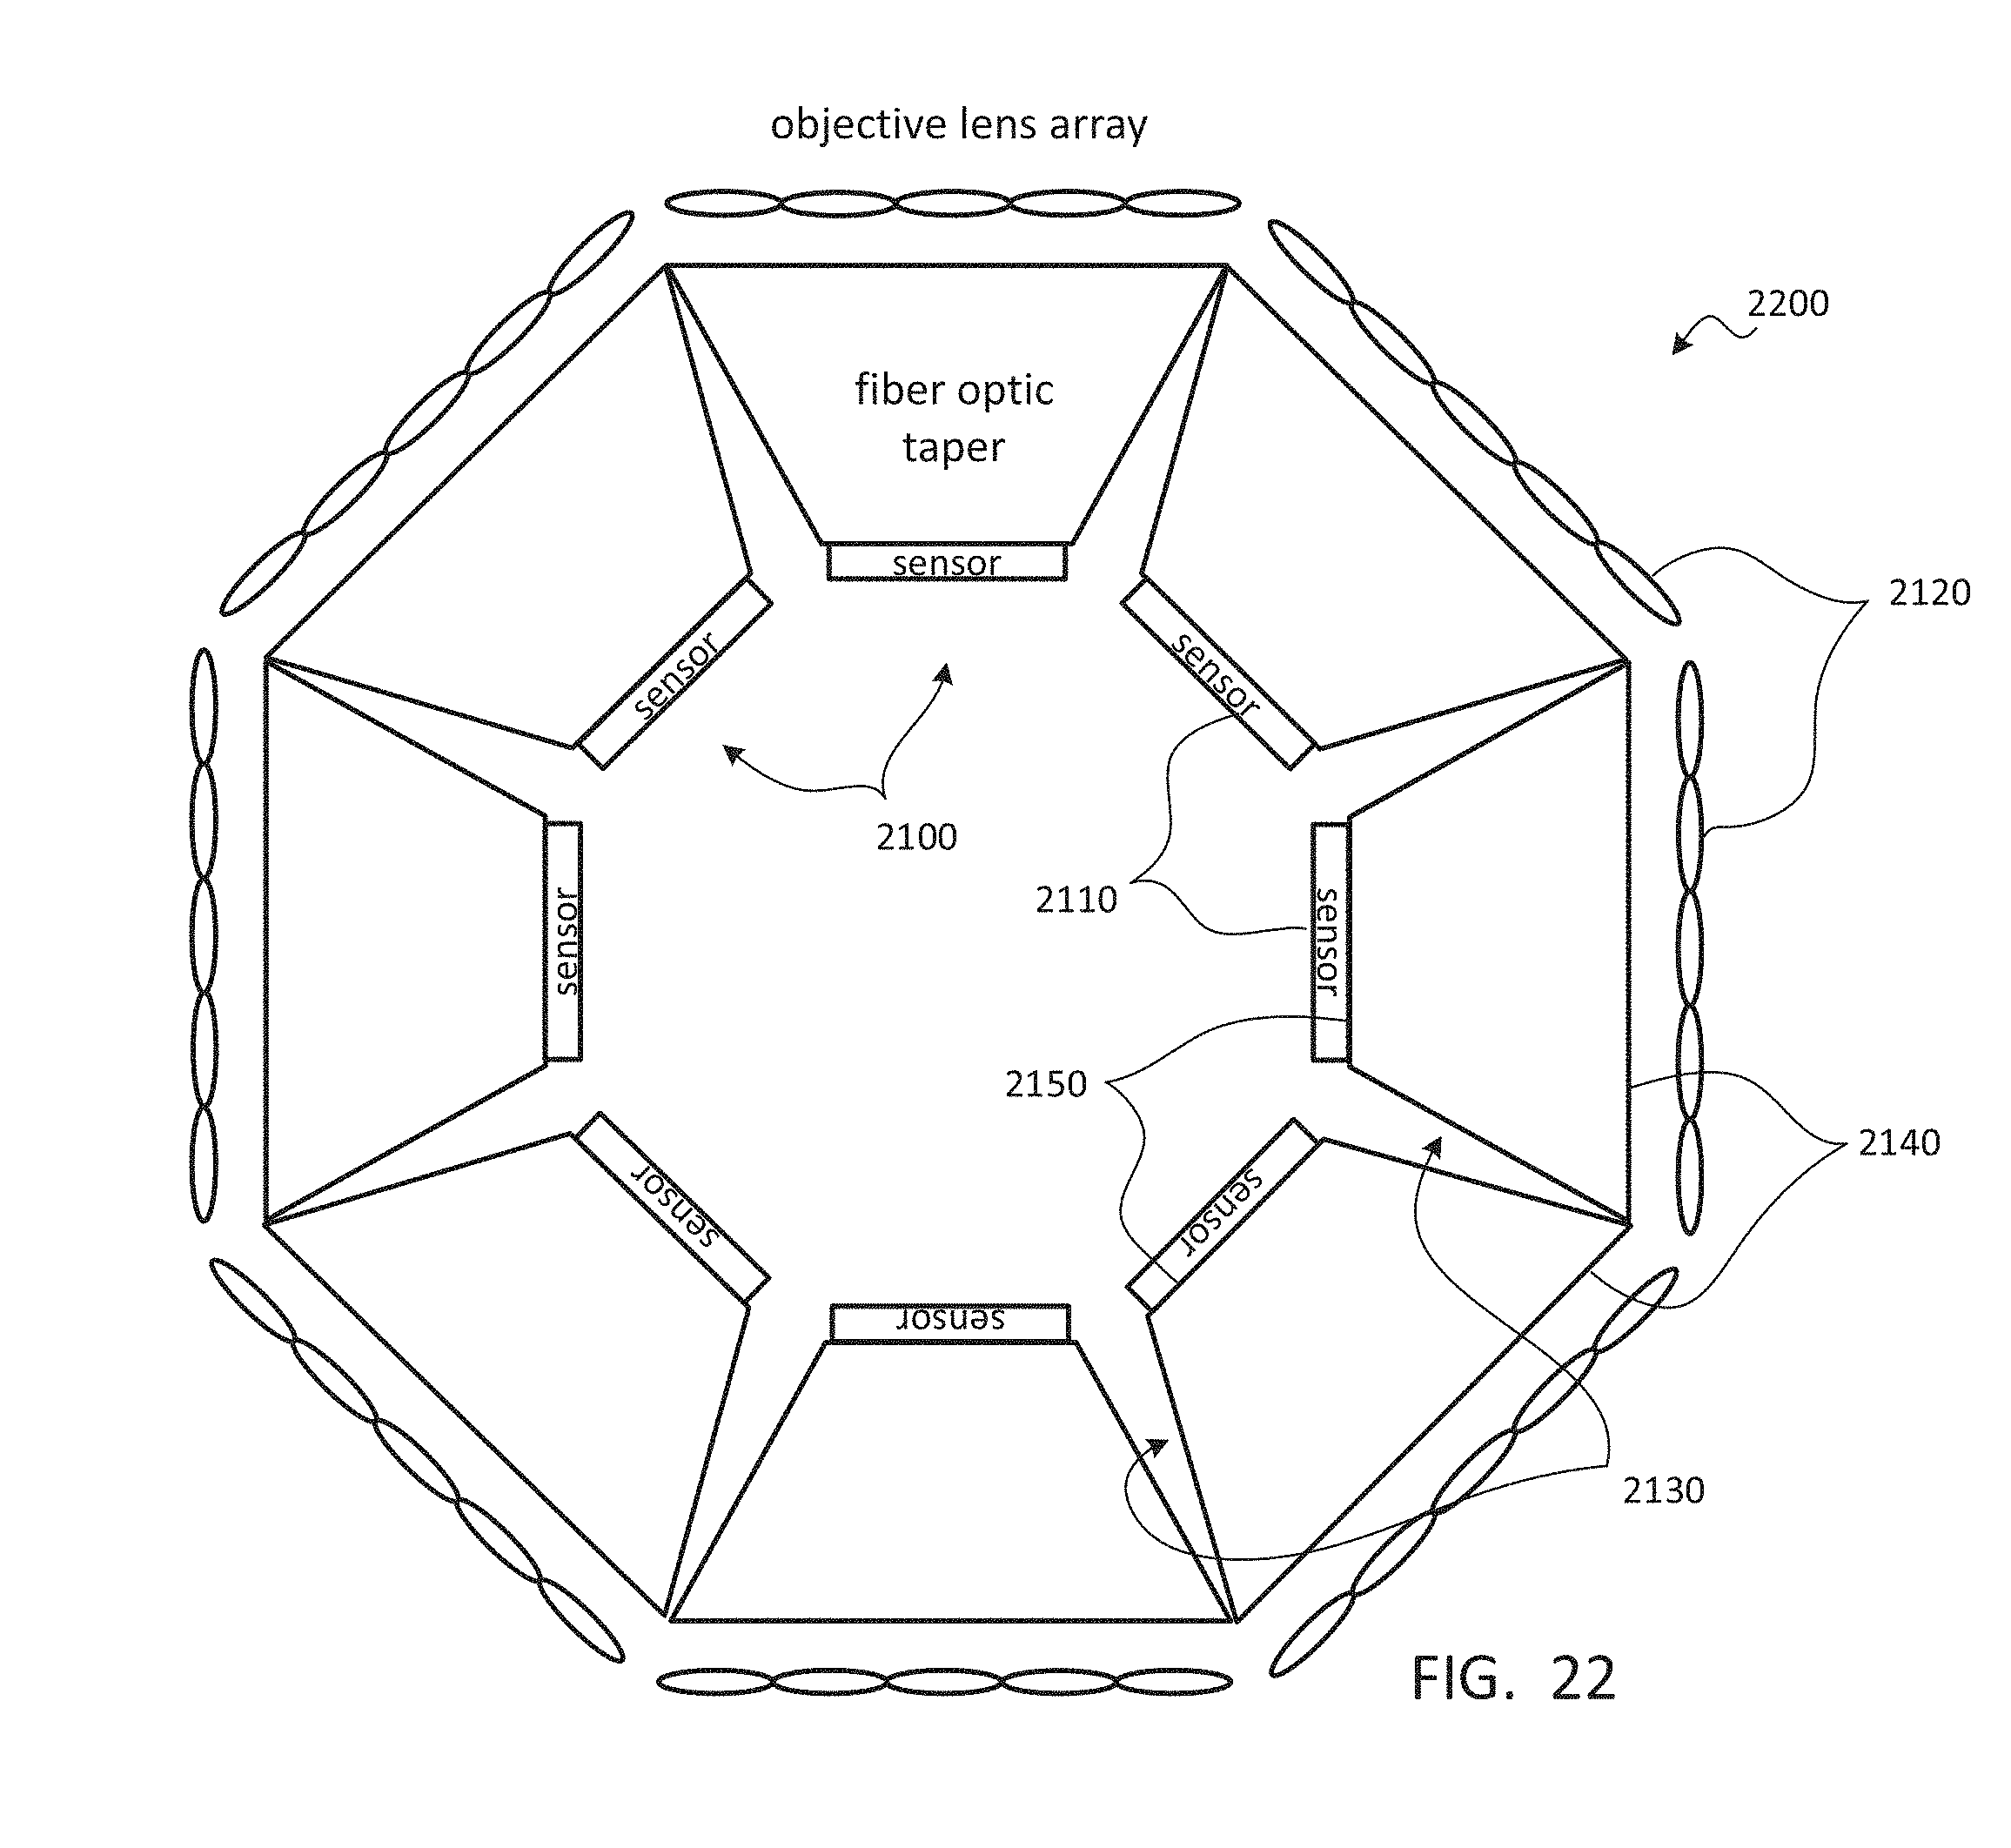 objective lens array
2200
fiber optic
taper
sensor
2120
sensor
sensor
2100
2110
sensor
sensor
2150
2140
sensor
sensor
sensor
2130
FIG. 22